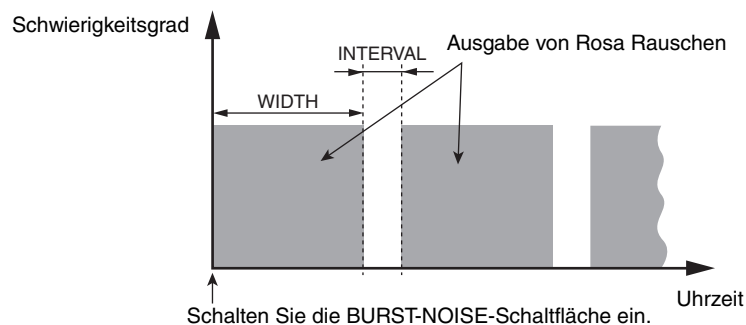 Schwierigkeitsgrad
Ausgabe von Rosa Rauschen
INTERVAL
WIDTH
Uhrzeit
Schalten Sie die BURST-NOISE-Schaltfläche ein.